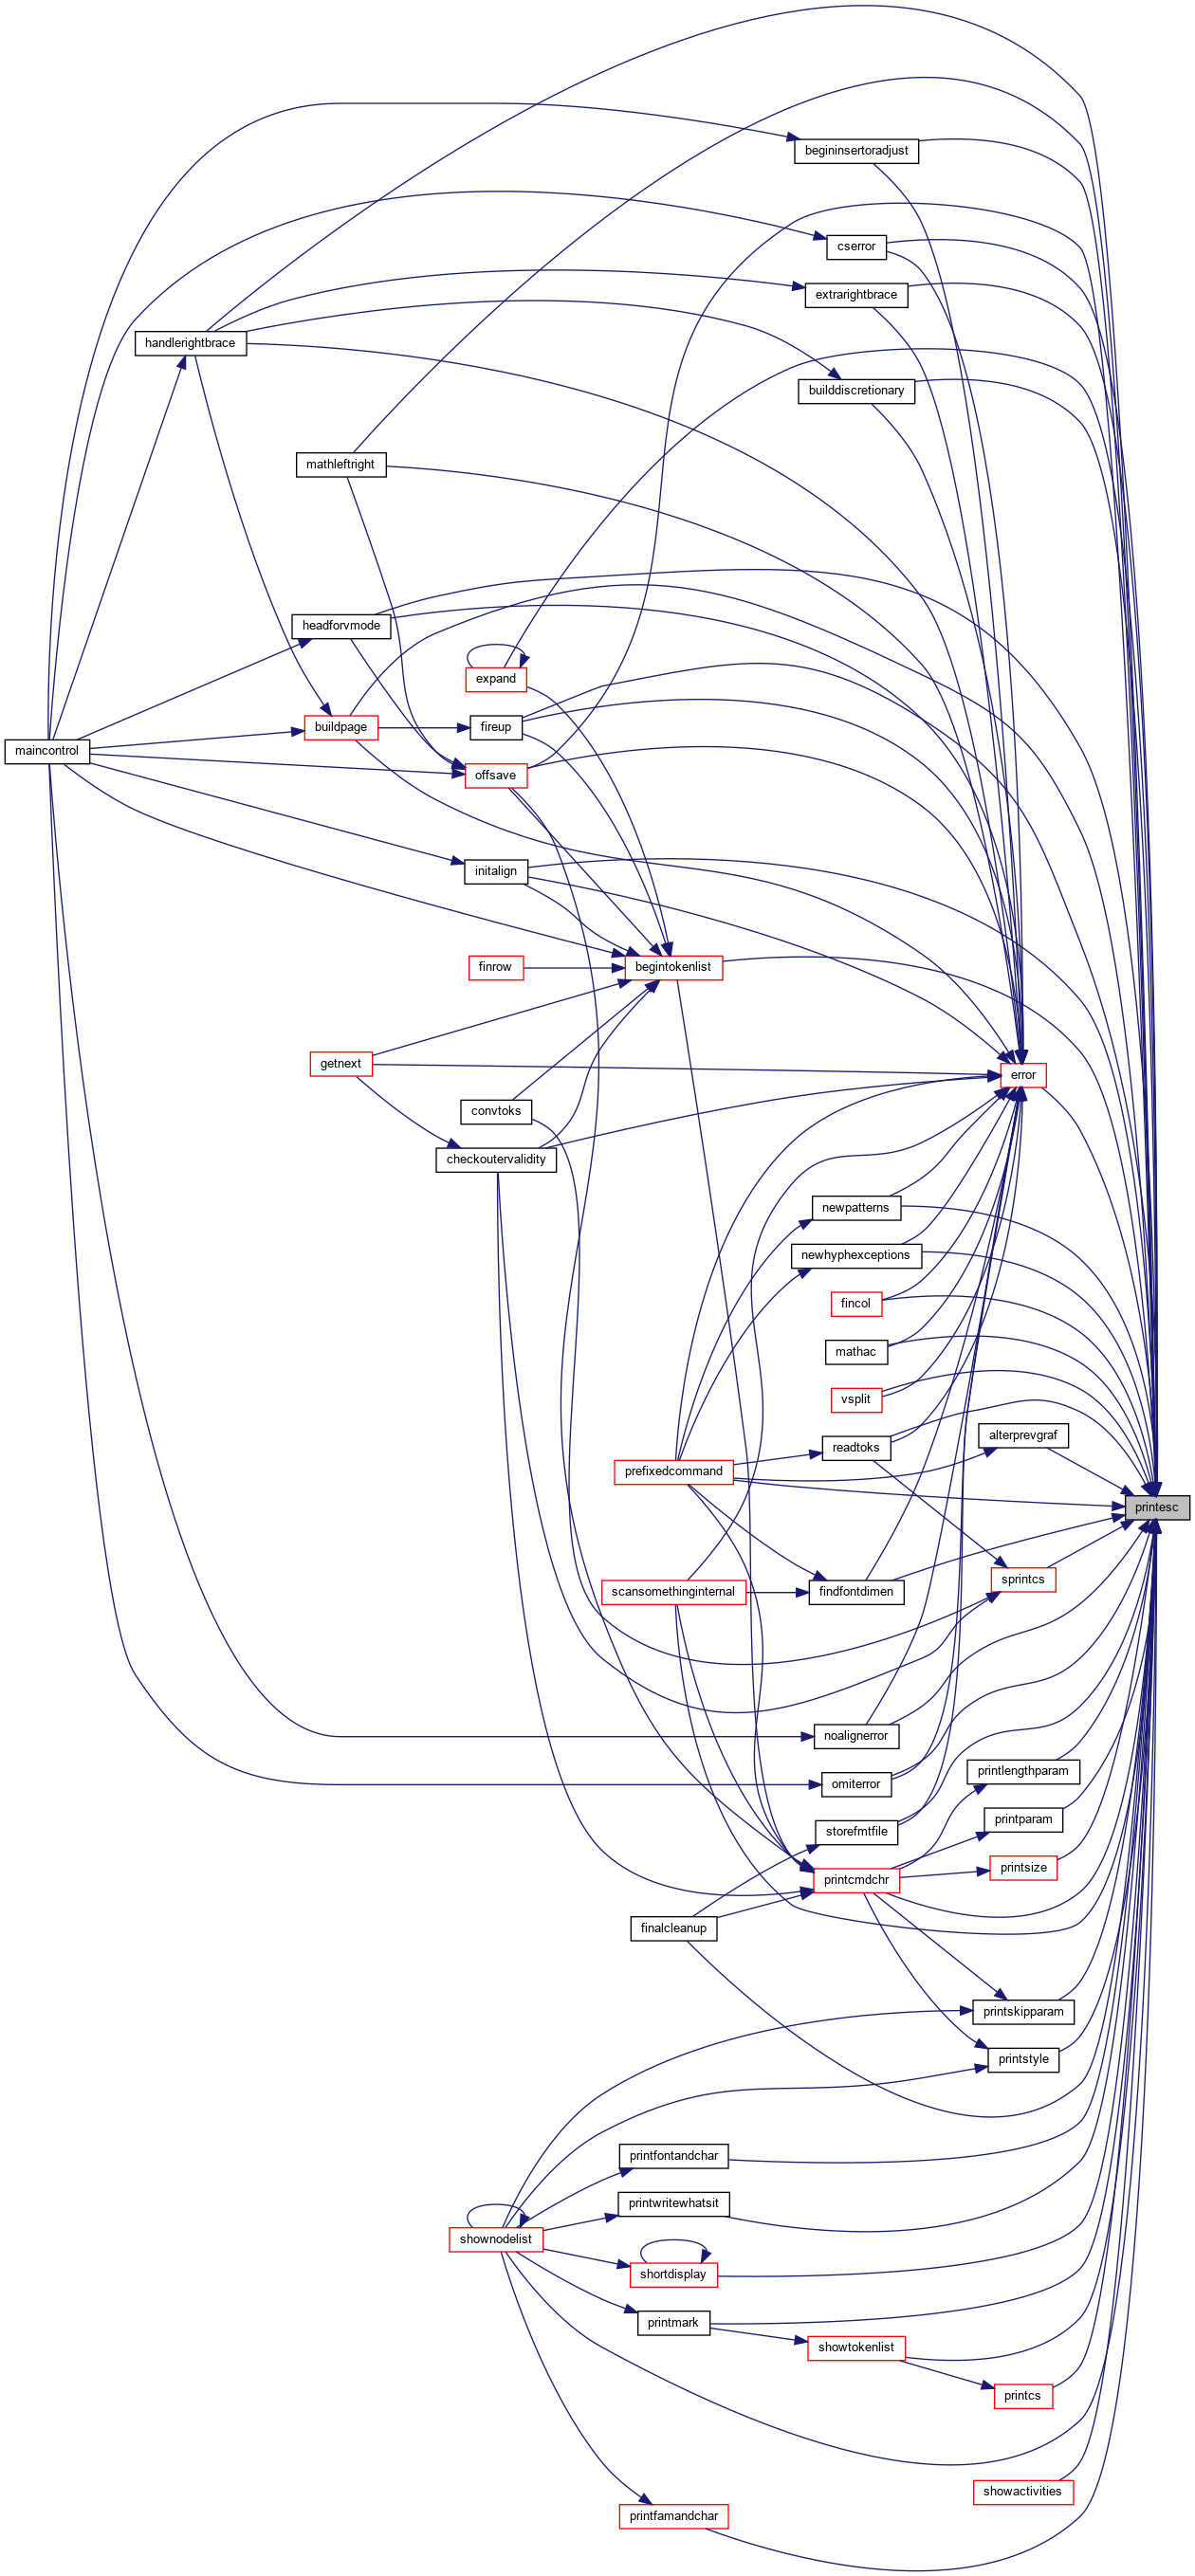 begininsertoradjust
cserror
extrarightbrace
handlerightbrace
builddiscretionary
mathleftright
headforvmode
expand
buildpage
fireup
maincontrol
offsave
initalign
finrow
begintokenlist
getnext
error
convtoks
checkoutervalidity
newpatterns
newhyphexceptions
fincol
mathac
vsplit
alterprevgraf
readtoks
prefixedcommand
printesc
sprintcs
scansomethinginternal
findfontdimen
noalignerror
printlengthparam
omiterror
printparam
storefmtfile
printsize
printcmdchr
finalcleanup
printskipparam
printstyle
printfontandchar
printwritewhatsit
shownodelist
shortdisplay
printmark
showtokenlist
printcs
showactivities
printfamandchar